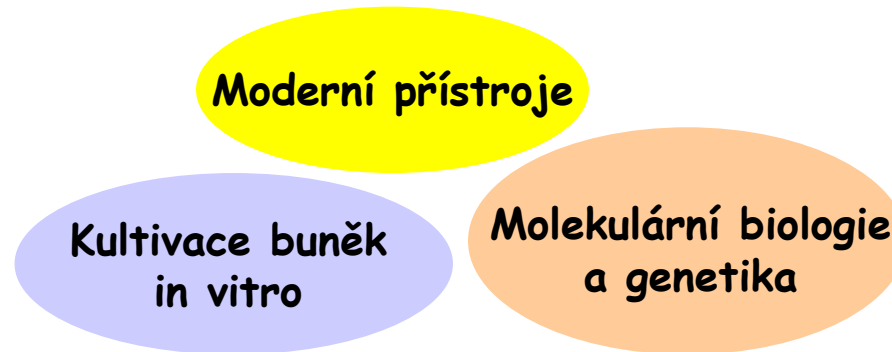 Moderní přístroje
Kultivace buněk
in vitro
Molekulární biologie
a genetika